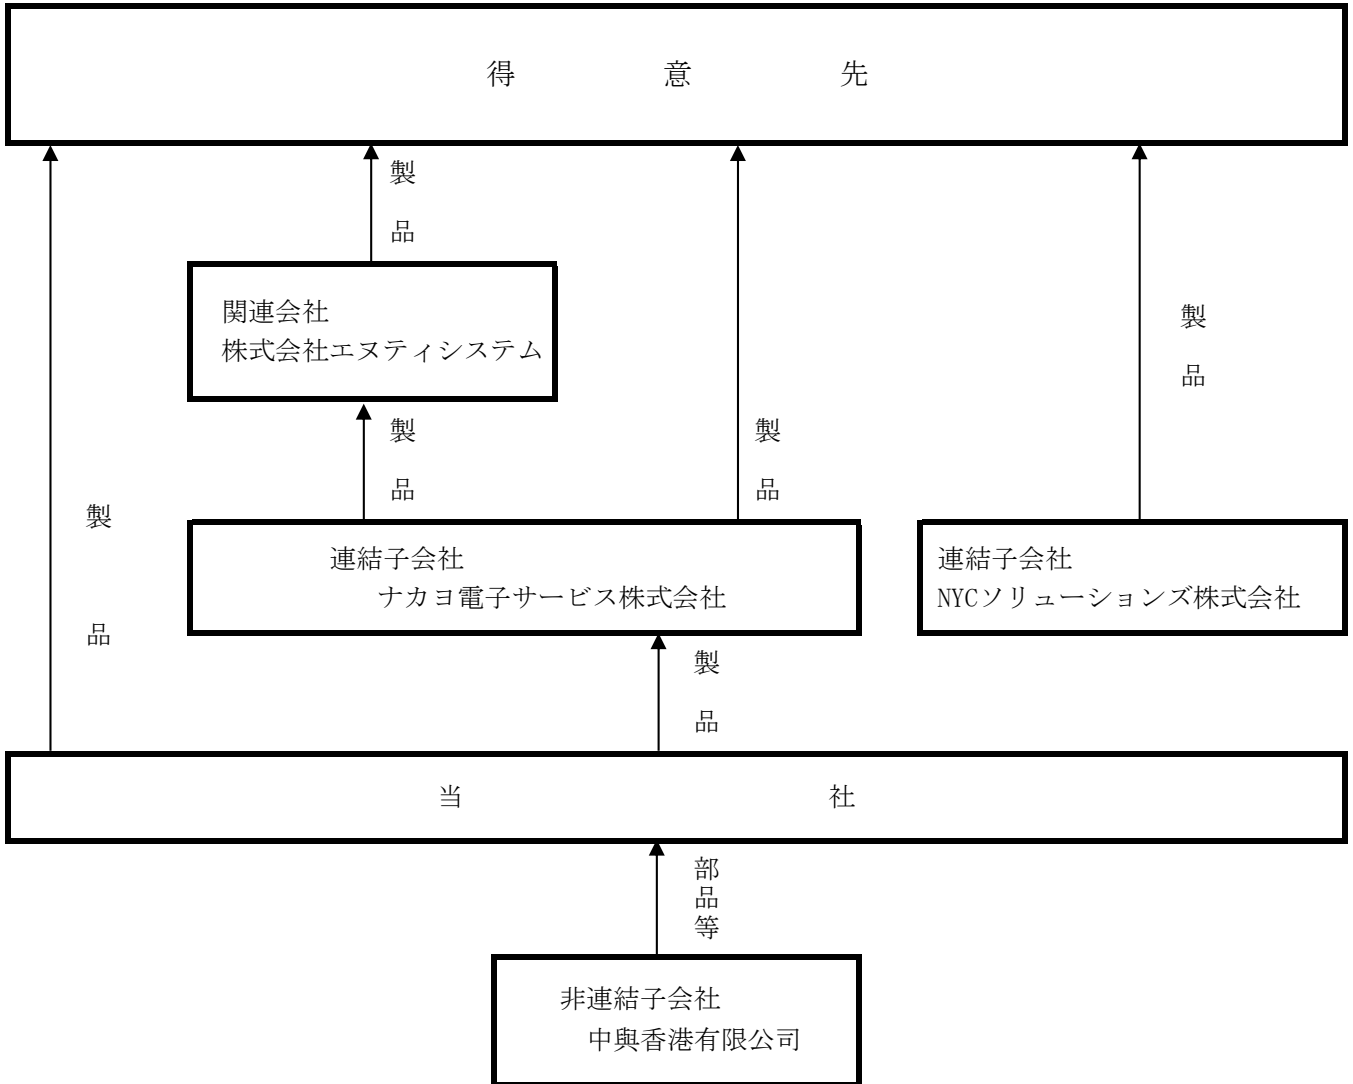 得意先
製品
関連会社
株式会社エヌティシステム
製品
製品
製品
製品
連結子会社
ナカヨ電子サービス株式会社
連結子会社
NYCソリューションズ株式会社
製品
当社
部品等
非連結子会社
中與香港有限公司